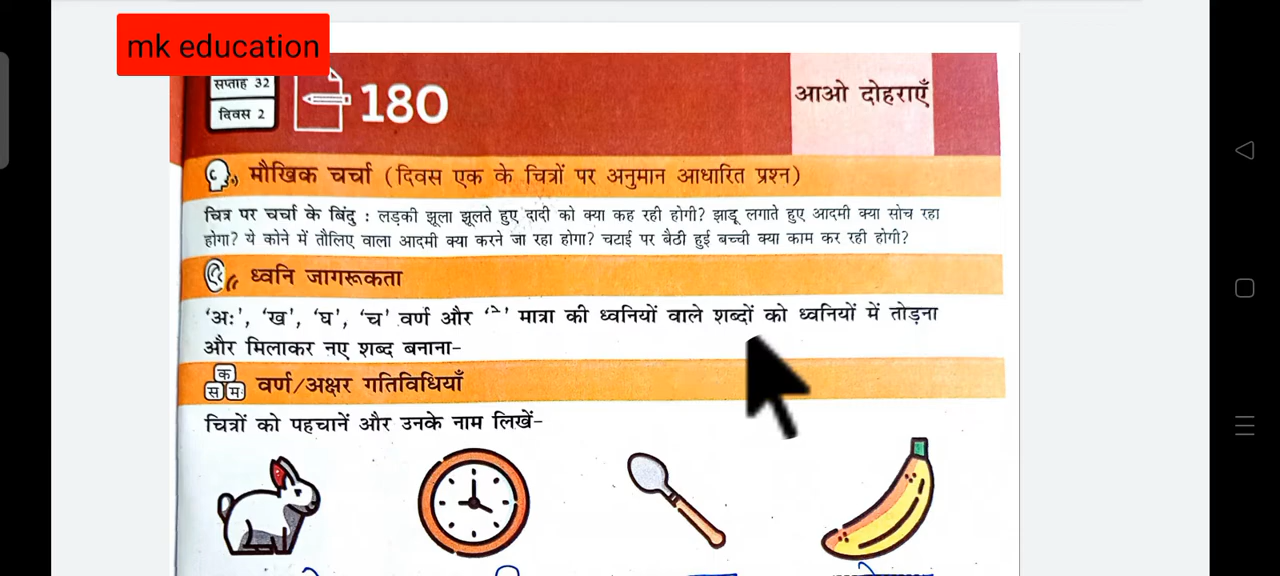 mk education
सप्ताह 32
दिवस 2
180
आओ दोहराएँ
मौखिक चर्चा (दिवस एक के चित्रों पर अनुमान आधारित प्रश्न)
चित्र पर चर्चा के बिंदु : लड़की झूला झूलते हुए दादी को क्या कह रही होगी? झाडू लगाते हुए आदमी क्या सोच रहा
होगा? ये कोने में तौलिए वाला आदमी क्या करने जा रहा होगा? चटाई पर बैठी हुई बच्ची क्या काम कर रही होगी?
ध्वनि जागरूकता
'अः', 'ख', 'घ', 'च' वर्ण और 'े' मात्रा की ध्वनियों वाले शब्दों को ध्वनियों में तोड़ना
और मिलाकर नए शब्द बनाना-
क
स म
वर्ण/अक्षर गतिविधियाँ
चित्रों को पहचानें और उनके नाम लिखें-